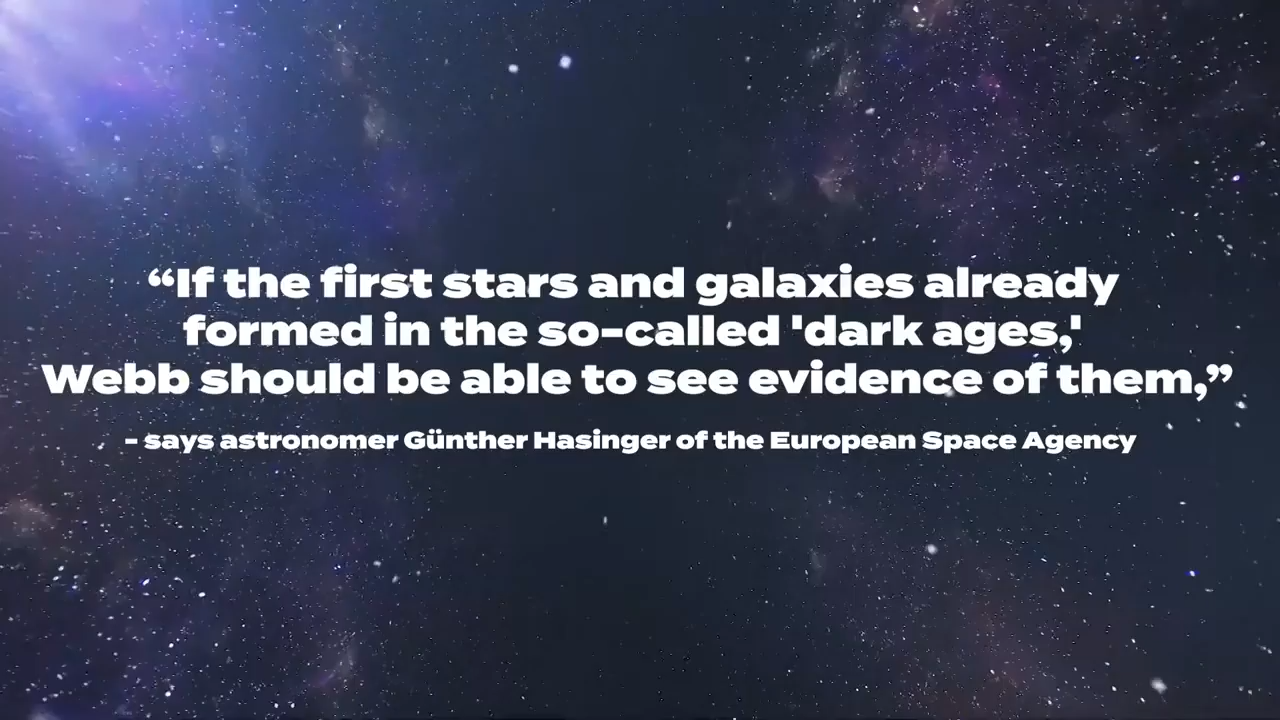 “If the first stars and galaxies already
formed in the so-called 'dark ages,'
Webb should be able to see evidence of them,”
- says astronomer Günther Hasinger of the European Space Agency